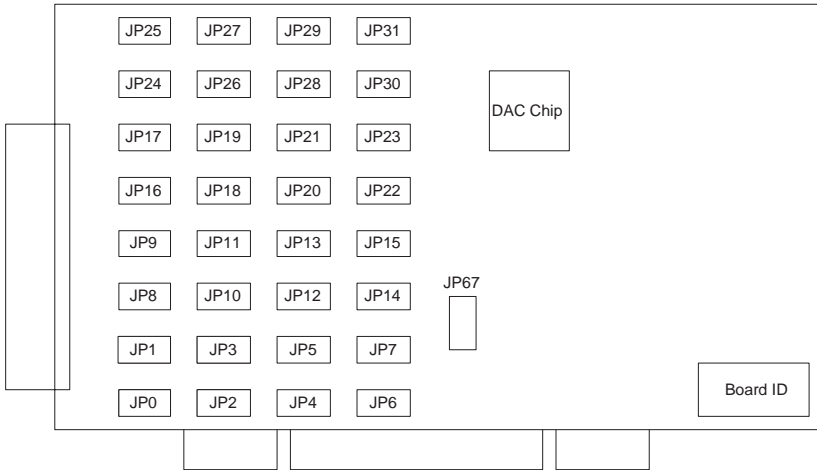 JP25 JP27 JP29 JP31
JP24 JP26 JP28 JP30
DAC Chip
JP17 JP19 JP21 JP23
JP16 JP18 JP20 JP22
JP9 JP11 JP13 JP15
JP67
JP8 JP10 JP12 JP14
JP1 JP3 JP5 JP7
Board ID
JP0 JP2 JP4 JP6